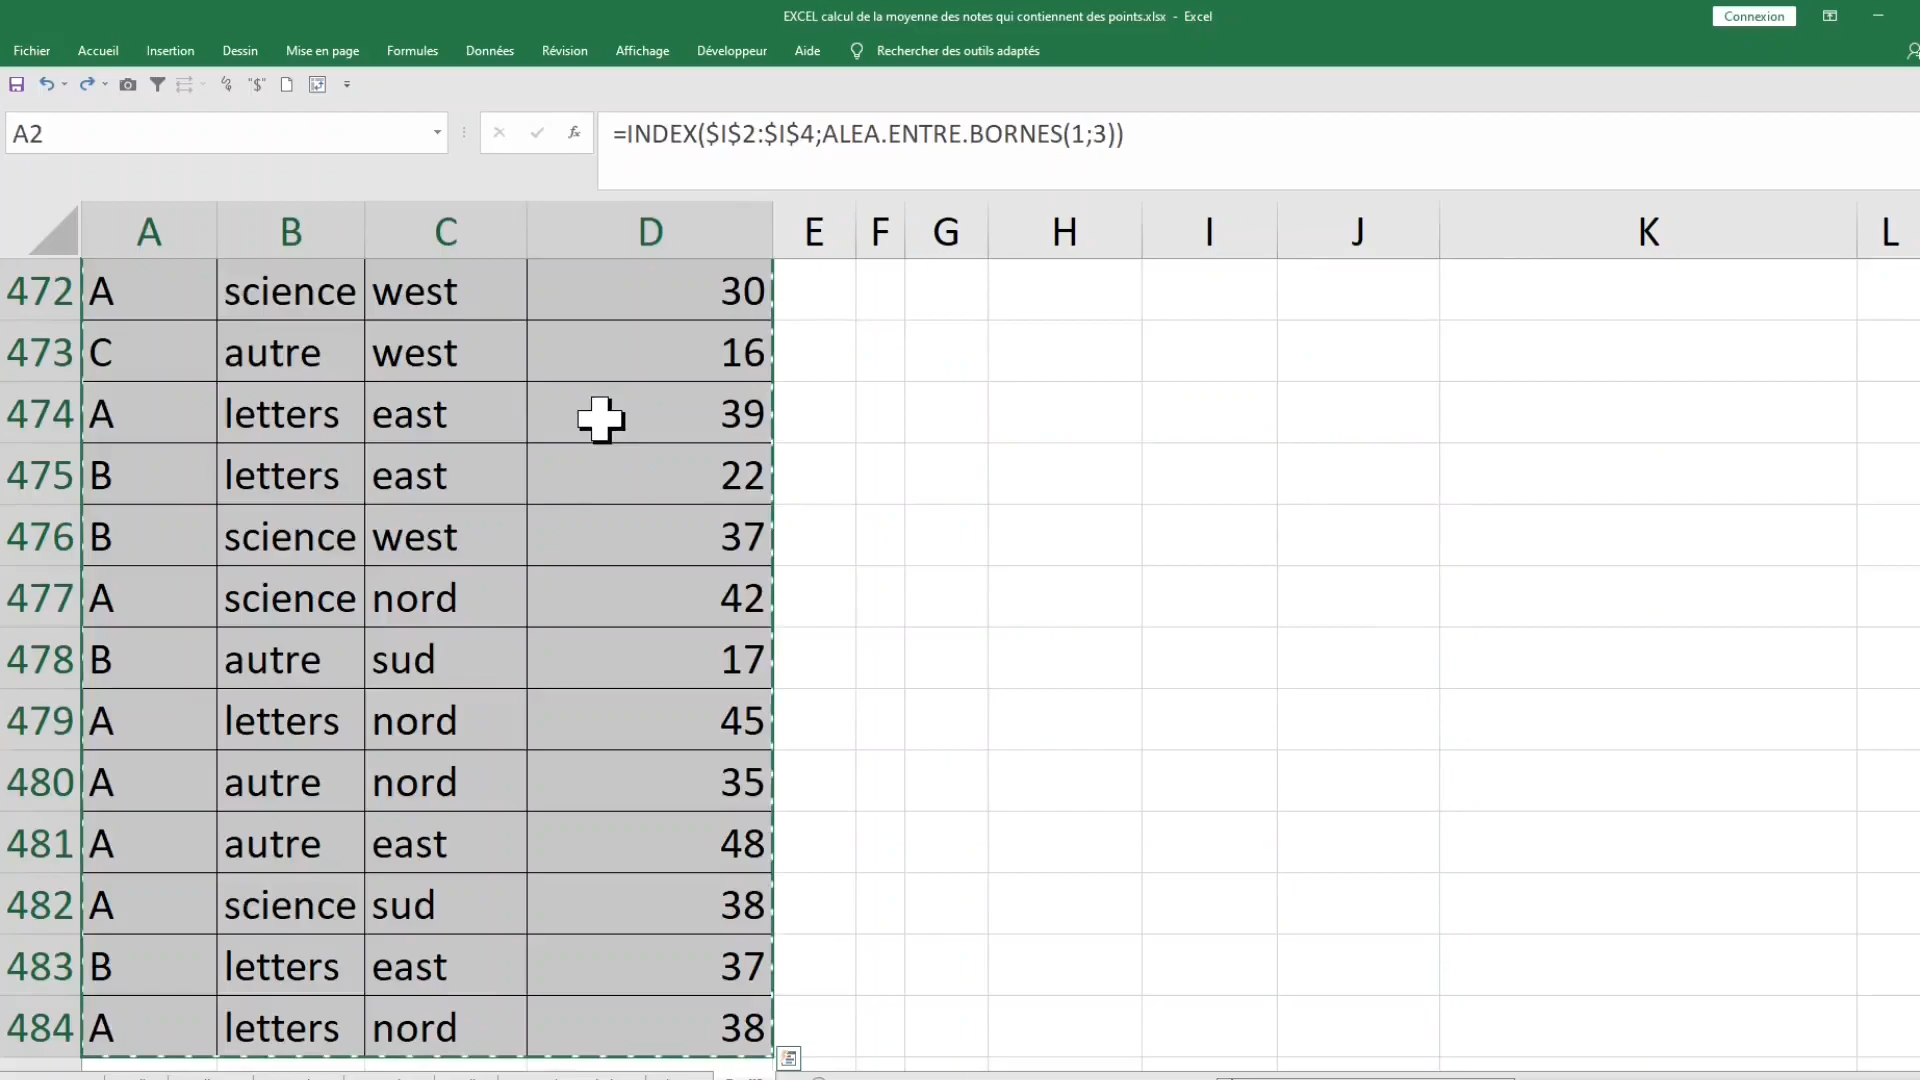 EXCEL calcul de la moyenne des notes qui contiennent des points.xlsx - Excel
Connexion
Fichier Accueil Insertion Dessin Mise en page Formules Données Révision Affichage Développeur Aide Rechercher des outils adaptés
"$"
A2 fx =INDEX($I$2:$I$4;ALEA.ENTRE.BORNES(1;3))
A B C D E F G H I J K L
472 A science west 30
473 C autre west 16
474 A letters east 39
475 B letters east 22
476 B science west 37
477 A science nord 42
478 B autre sud 17
479 A letters nord 45
480 A autre nord 35
481 A autre east 48
482 A science sud 38
483 B letters east 37
484 A letters nord 38